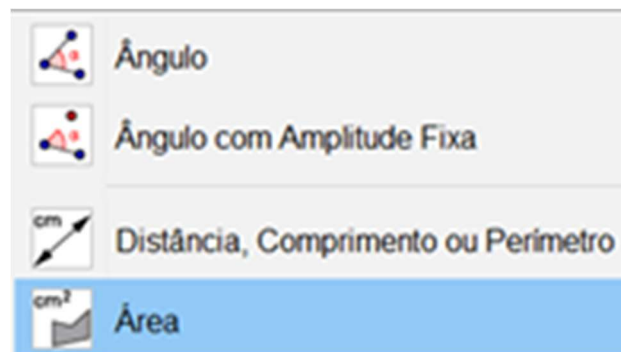 Ângulo
Ângulo com Amplitude Fixa
cm
Distância, Comprimento ou Perímetro
cm²
Área